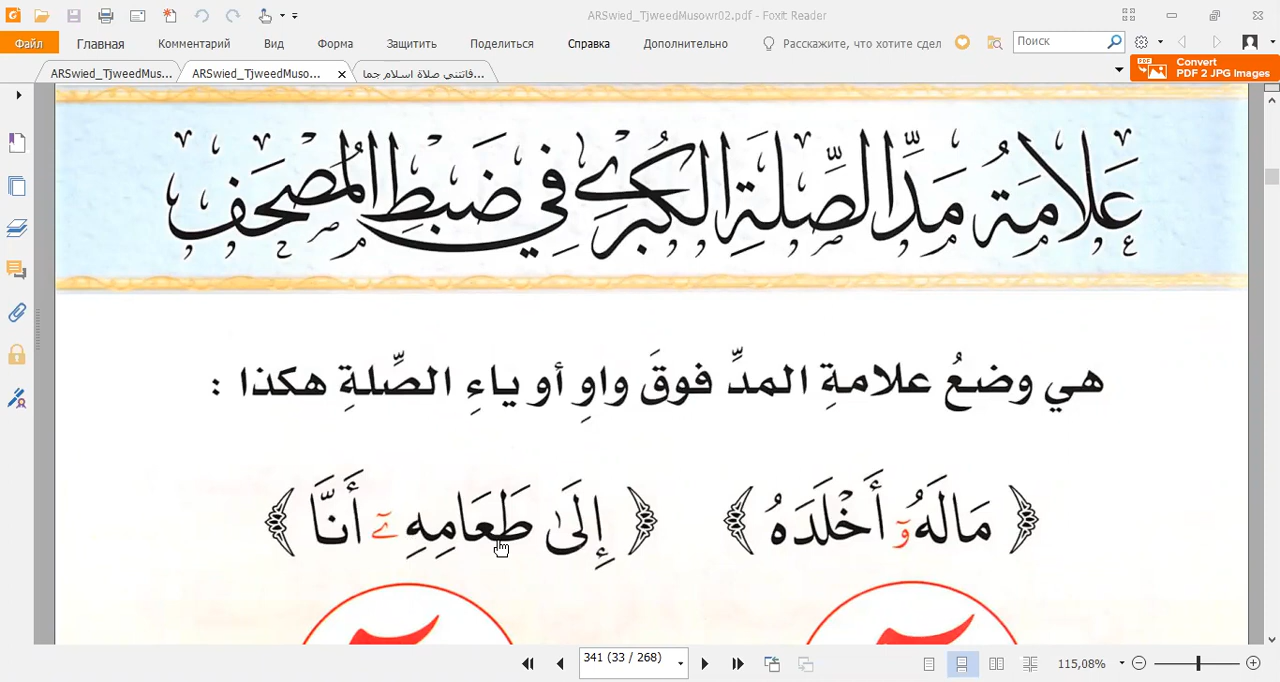 ARSwied_TjweedMusowr02.pdf - Foxit Reader
Файл Главная Комментарий Вид Форма Защитить Поделиться Справка Дополнительно Расскажите, что хотите сдел Поиск
ARSwied_TjweedMus... ARSwied_TjweedMuso... فاتتني صلاة اسلام جما...
Convert
PDF 2 JPG Images
عَلَامَةُ مَدِّ الصِّلَةِ الكُبْرَىٰ فِي ضَبْطِ المُصْحَفِ
هي وضعُ علامةِ المدِّ فوقَ واوِ أو ياءِ الصِّلةِ هكذا :
﴿ مَالَهُۥٓ أَخْلَدَهُ ﴾ ﴿ إِلَىٰ طَعَامِهِۦٓ أَنَّا ﴾
341 (33 / 268) 115,08%